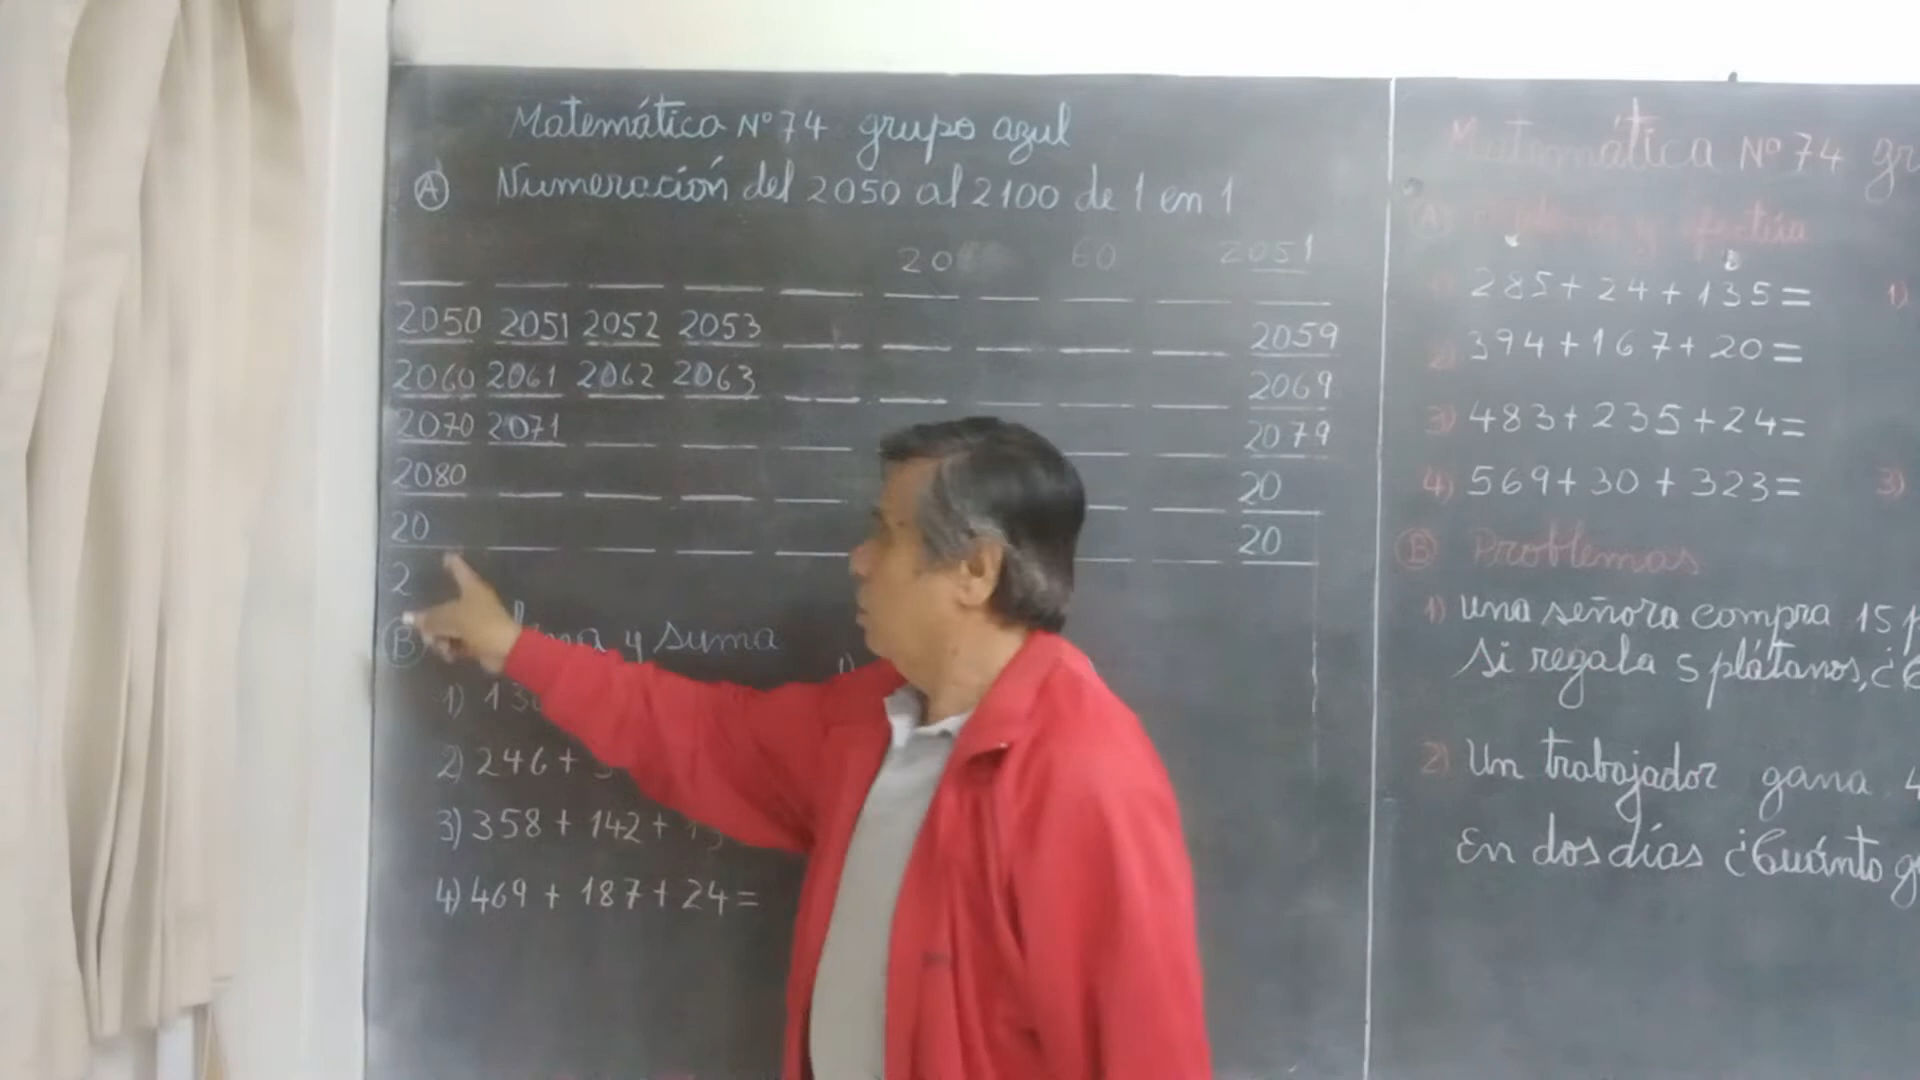 Matemática Nº 74 grupo azul
A Numeración del 2050 al 2100 de 1 en 1
20 60 2051
2050 2051 2052 2053 2059
2060 2061 2062 2063 2069
2070 2071 2079
2080 20
20 20
2
B y suma
1)
2) 246 +
3) 358 + 142 +
4) 469 + 187 + 24 =
Matemática Nº 74
A
285 + 24 + 135 =
1)
2) 394 + 167 + 20 =
3) 483 + 235 + 24 =
4) 569 + 30 + 323 =
3)
B Problemas
1) una señora compra 15
si regala 5 plátanos, ¿
2) Un trabajador gana 4
En dos días ¿Cuánto